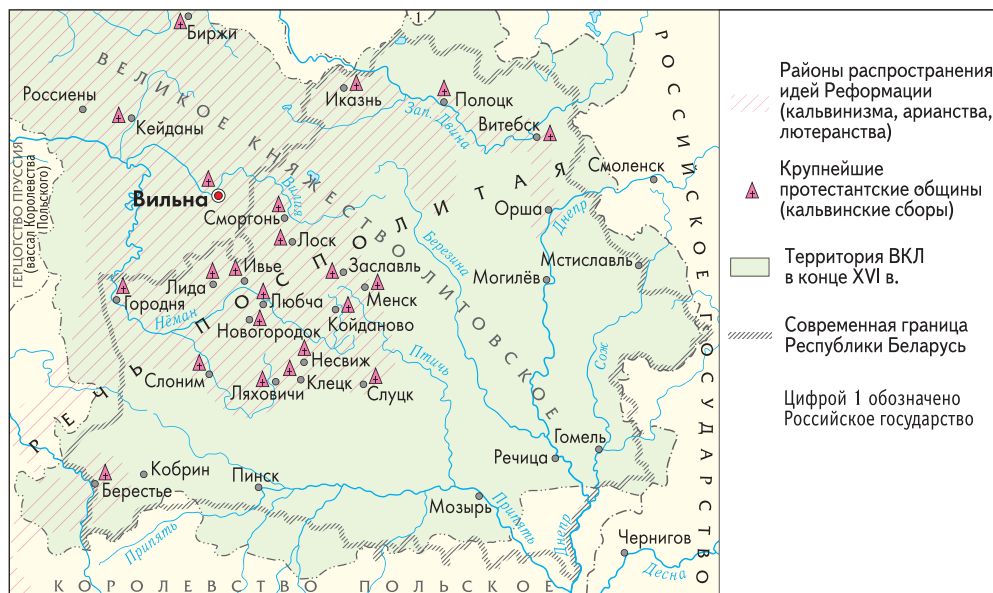 1
Биржи
ВЕЛИКОЕ КНЯЖЕСТВО ЛИТОВСКОЕ
РЕЧЬ ПОСПОЛИТАЯ
РОССИЙСКОЕ ГОСУДАРСТВО
Россиены
Кейданы
Иказнь
Полоцк
Зап. Двина
Витебск
ГЕРЦОГСТВО ПРУССИЯ
(вассал Королевства
Польского)
Вильна
Вилия
Смоленск
Сморгонь
Орша
Днепр
Лоск
Березина
Мстиславль
Ивье
Заславль
Могилёв
Лида
Менск
Городня
Любча
Нёман
Новогородок
Койданово
Сож
Несвиж
Птичь
Слоним
Клецк
Ляховичи
Слуцк
Гомель
Речица
Кобрин
Пинск
Берестье
Мозырь
Припять
Припять
Днепр
Чернигов
Десна
КОРОЛЕВСТВО ПОЛЬСКОЕ
Районы распространения
идей Реформации
(кальвинизма, арианства,
лютеранства)
Крупнейшие
протестантские общины
(кальвинские сборы)
Территория ВКЛ
в конце XVI в.
Современная граница
Республики Беларусь
Цифрой 1 обозначено
Российское государство